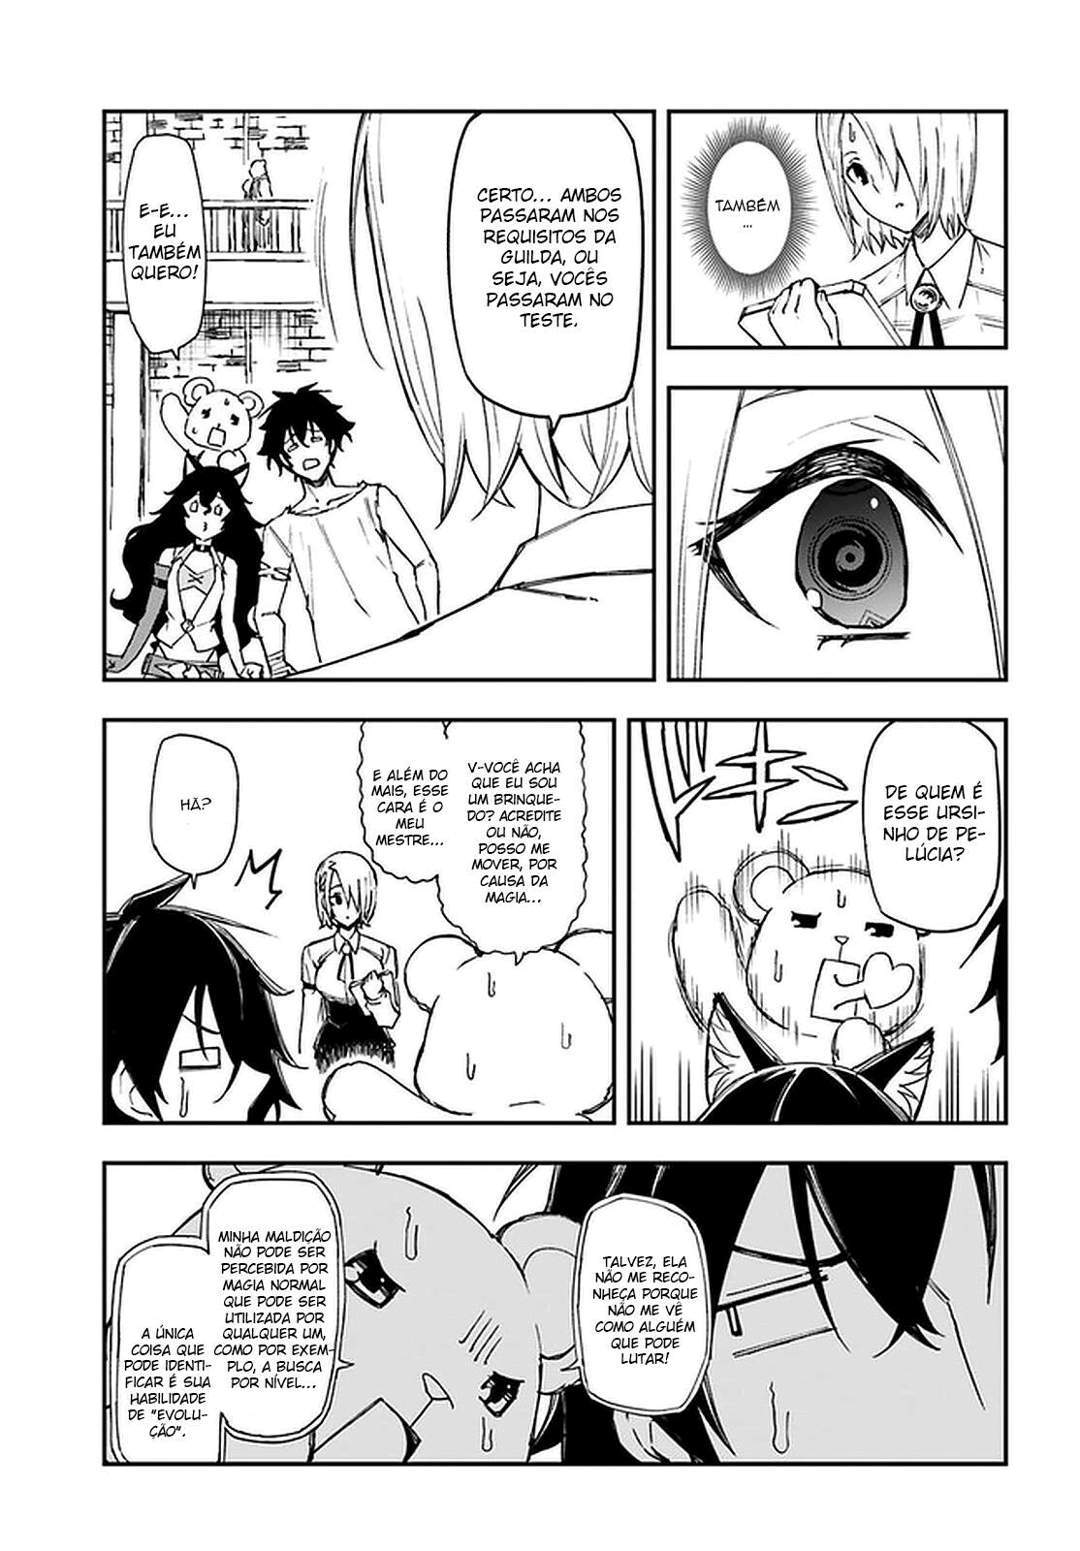 TAMBÉM
...
CERTO... AMBOS
PASSARAM NOS
REQUISITOS DA
GUILDA, OU
SEJA, VOCÊS
PASSARAM NO
TESTE.
E-E...
EU
TAMBÉM
QUERO!
DE QUEM É
ESSE URSI-
NHO DE PE-
LÚCIA?
V-VOCÊ ACHA
QUE EU SOU
UM BRINQUE-
DO? ACREDITE
OU NÃO,
POSSO ME
MOVER, POR
CAUSA DA
MAGIA...
E ALÉM DO
MAIS, ESSE
CARA É O
MEU
MESTRE...
HÃ?
TALVEZ, ELA
NÃO ME RECO-
NHEÇA PORQUE
NÃO ME VÊ
COMO ALGUÉM
QUE PODE
LUTAR!
MINHA MALDIÇÃO
NÃO PODE SER
PERCEBIDA POR
MAGIA NORMAL
QUE PODE SER
UTILIZADA POR
QUALQUER UM,
COMO POR EXEM-
PLO, A BUSCA
POR NÍVEL...
A ÚNICA
COISA QUE
PODE IDENTI-
FICAR É SUA
HABILIDADE
DE "EVOLU-
ÇÃO".